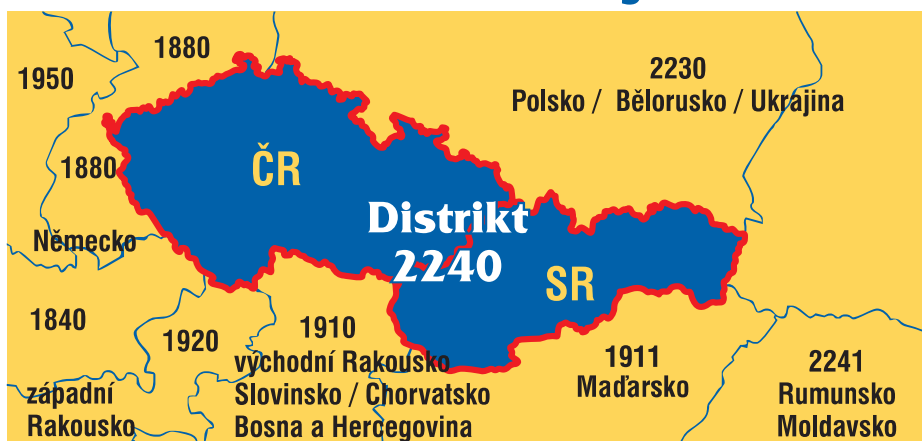 1880
1950
2230
Polsko / Bělorusko / Ukrajina
1880
ČR
Distrikt
2240
Německo
SR
1840
1920
1910
východní Rakousko
Slovinsko / Chorvatsko
Bosna a Hercegovina
1911
Maďarsko
2241
Rumunsko
Moldavsko
západní
Rakousko